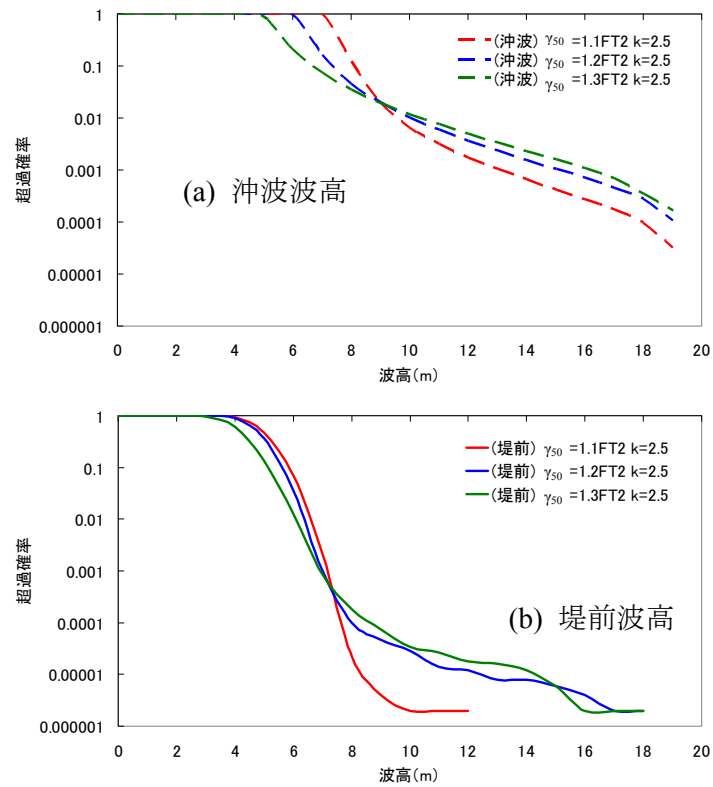 1
0.1
0.01
0.001
0.0001
0.00001
0.000001
超過確率
(沖波) γ50 =1.1FT2 k=2.5
(沖波) γ50 =1.2FT2 k=2.5
(沖波) γ50 =1.3FT2 k=2.5
(a) 沖波波高
0 2 4 6 8 10 12 14 16 18 20
波高(m)
1
0.1
0.01
0.001
0.0001
0.00001
0.000001
超過確率
(堤前) γ50 =1.1FT2 k=2.5
(堤前) γ50 =1.2FT2 k=2.5
(堤前) γ50 =1.3FT2 k=2.5
(b) 堤前波高
0 2 4 6 8 10 12 14 16 18 20
波高(m)